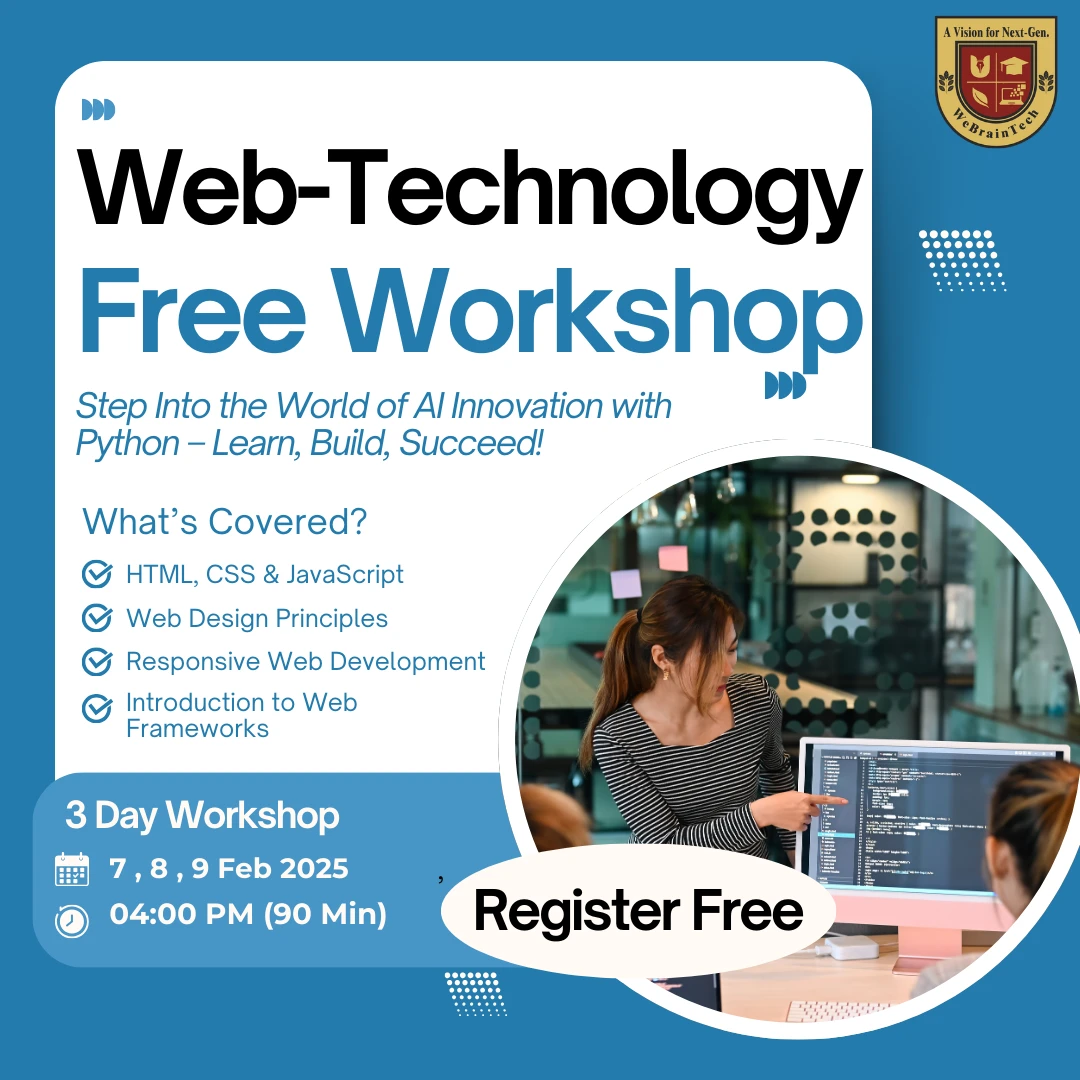 A Vision for Next-Gen.
WeBrainTech
Web-Technology
Free Workshop
Step Into the World of AI Innovation with
Python – Learn, Build, Succeed!
What's Covered?
HTML, CSS & JavaScript
Web Design Principles
Responsive Web Development
Introduction to Web
Frameworks
3 Day Workshop
7 , 8 , 9 Feb 2025
04:00 PM (90 Min)
,
Register Free